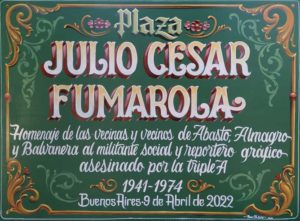 Plaza
JULIO CESAR
FUMAROLA
Homenaje de las vecinas y vecinos de Abasto, Almagro
y Balvanera al militante social y reportero gráfico
asesinado por la triple A
1941-1974
Buenos Aires-9 de Abril de 2022